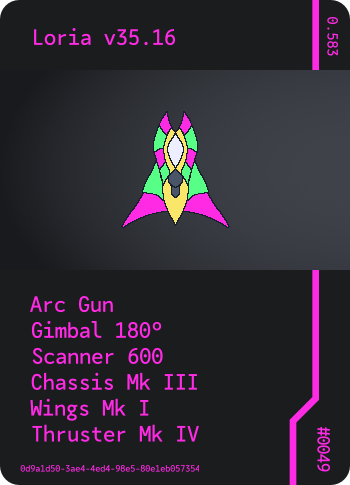 Loria v35.16
0.583
Arc Gun
Gimbal 180°
Scanner 600
Chassis Mk III
Wings Mk I
Thruster Mk IV
#0049
0d9a1d50-3ae4-4ed4-98e5-80e1eb057354